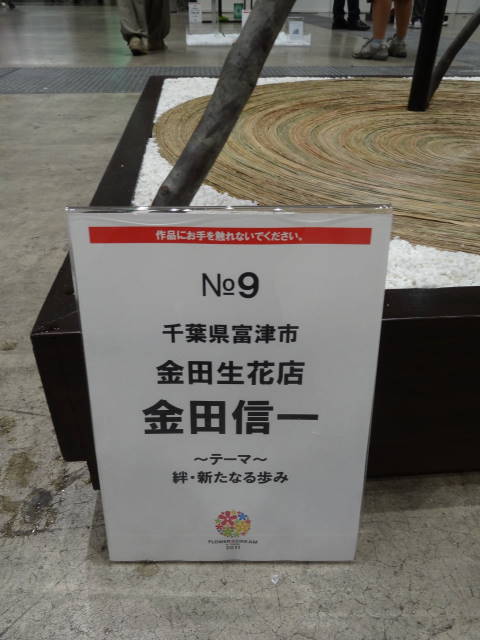 作品にお手を触れないでください。
№9
千葉県富津市
金田生花店
金田信一
～テーマ～
絆・新たなる歩み
FLOWER DREAM
2011